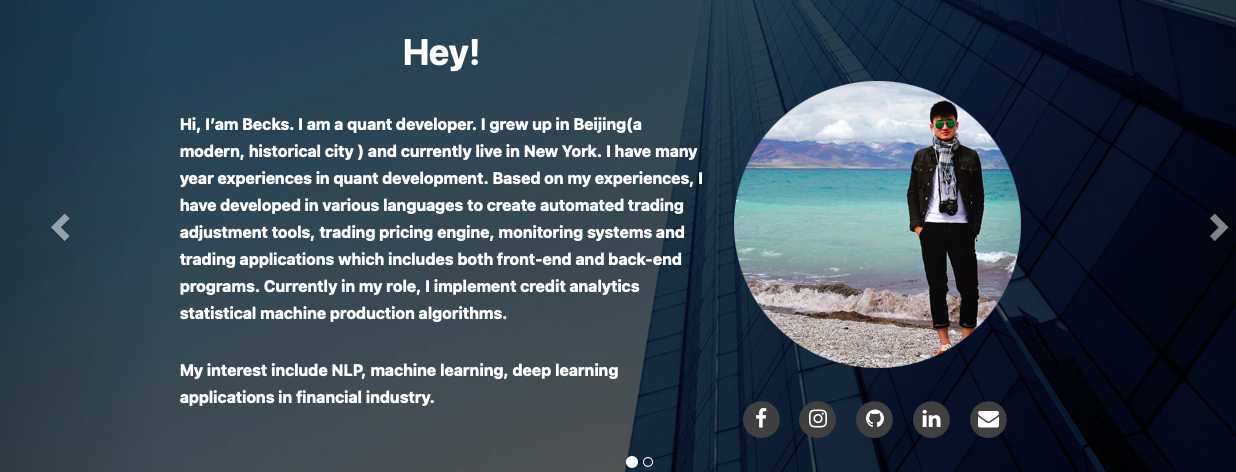 Hey!
Hi, I’am Becks. I am a quant developer. I grew up in Beijing(a
modern, historical city ) and currently live in New York. I have many
year experiences in quant development. Based on my experiences, I
have developed in various languages to create automated trading
adjustment tools, trading pricing engine, monitoring systems and
trading applications which includes both front-end and back-end
programs. Currently in my role, I implement credit analytics
statistical machine production algorithms.
My interest include NLP, machine learning, deep learning
applications in financial industry.